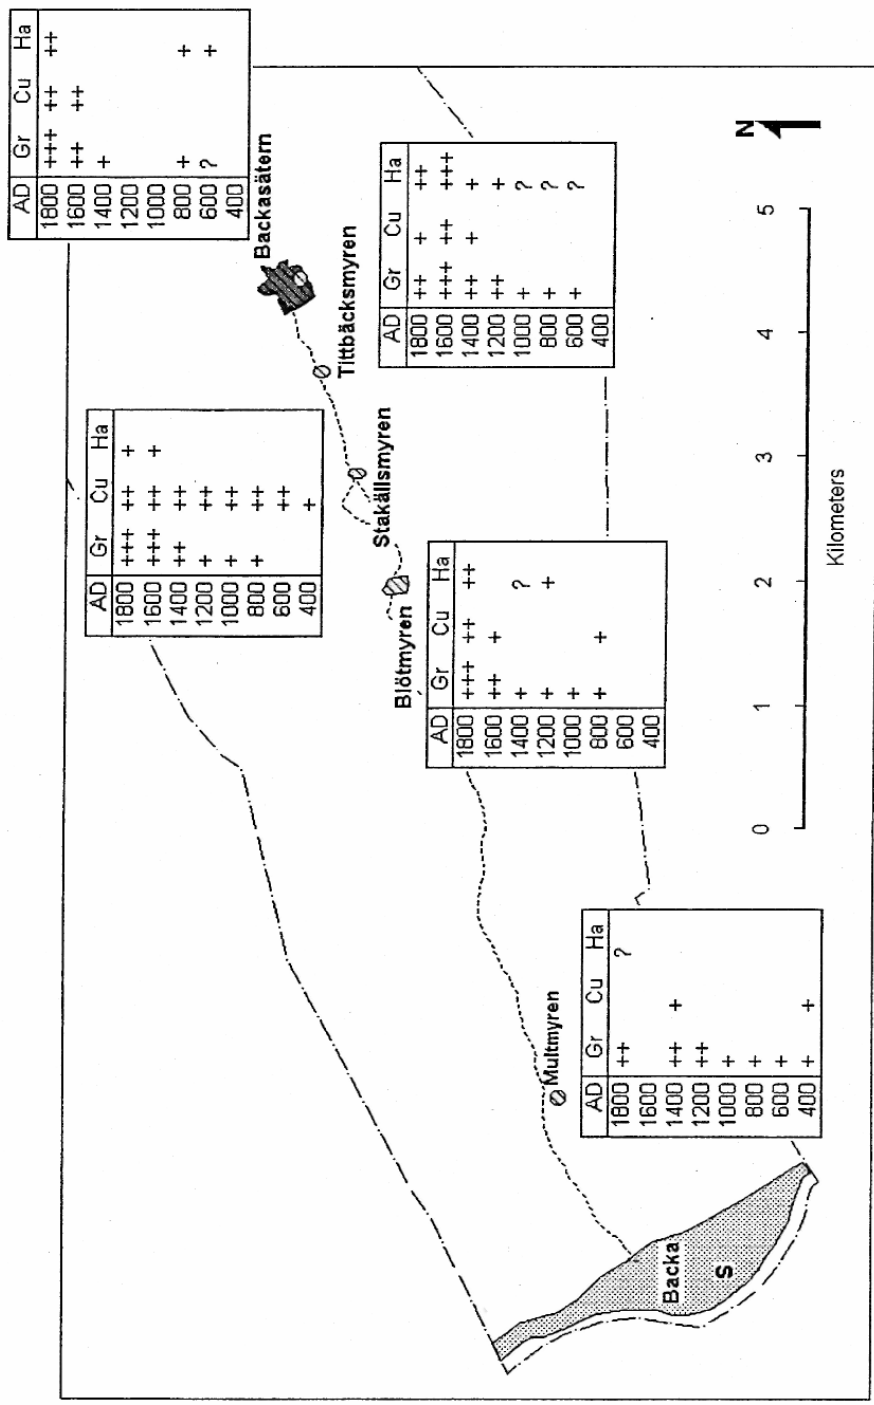 AD Gr Cu Ha
1800 +++ ++ ++
1600 ++ ++
1400 +
1200
1000
800 + +
600 ? +
400
AD Gr Cu Ha
1800 +++ ++ +
1600 +++ ++ +
1400 ++ ++
1200 + ++
1000 + ++
800 + ++
600 ++
400 +
Backasätern
Tittbäcksmyren
Stakällsmyren
Blötmyren
AD Gr Cu Ha
1800 ++ + ++
1600 +++ ++ +++
1400 ++ + +
1200 ++ +
1000 + ?
800 + ?
600 + ?
400
AD Gr Cu Ha
1800 +++ ++ ++
1600 ++ +
1400 + ?
1200 + +
1000 +
800 + +
600
400
Multmyren
AD Gr Cu Ha
1800 ++ ?
1600
1400 ++ +
1200 ++
1000 +
800 +
600 +
400 + +
Backa
S
N
0 1 2 3 4 5
Kilometers